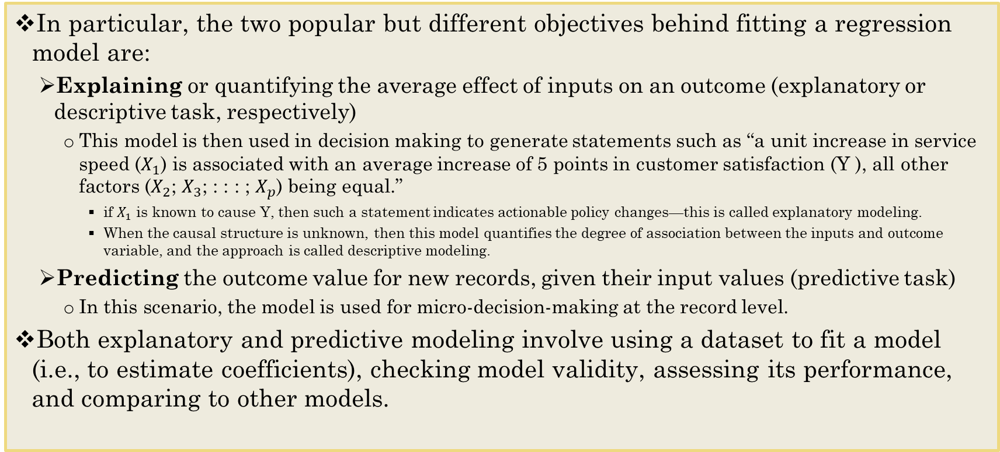 ❖In particular, the two popular but different objectives behind fitting a regression
model are:
➢Explaining or quantifying the average effect of inputs on an outcome (explanatory or
descriptive task, respectively)
o This model is then used in decision making to generate statements such as “a unit increase in service
speed (X₁) is associated with an average increase of 5 points in customer satisfaction (Y ), all other
factors (X₂; X₃; : : : ; Xₚ) being equal.”
▪ if X₁ is known to cause Y, then such a statement indicates actionable policy changes—this is called explanatory modeling.
▪ When the causal structure is unknown, then this model quantifies the degree of association between the inputs and outcome
variable, and the approach is called descriptive modeling.
➢Predicting the outcome value for new records, given their input values (predictive task)
o In this scenario, the model is used for micro-decision-making at the record level.
❖Both explanatory and predictive modeling involve using a dataset to fit a model
(i.e., to estimate coefficients), checking model validity, assessing its performance,
and comparing to other models.